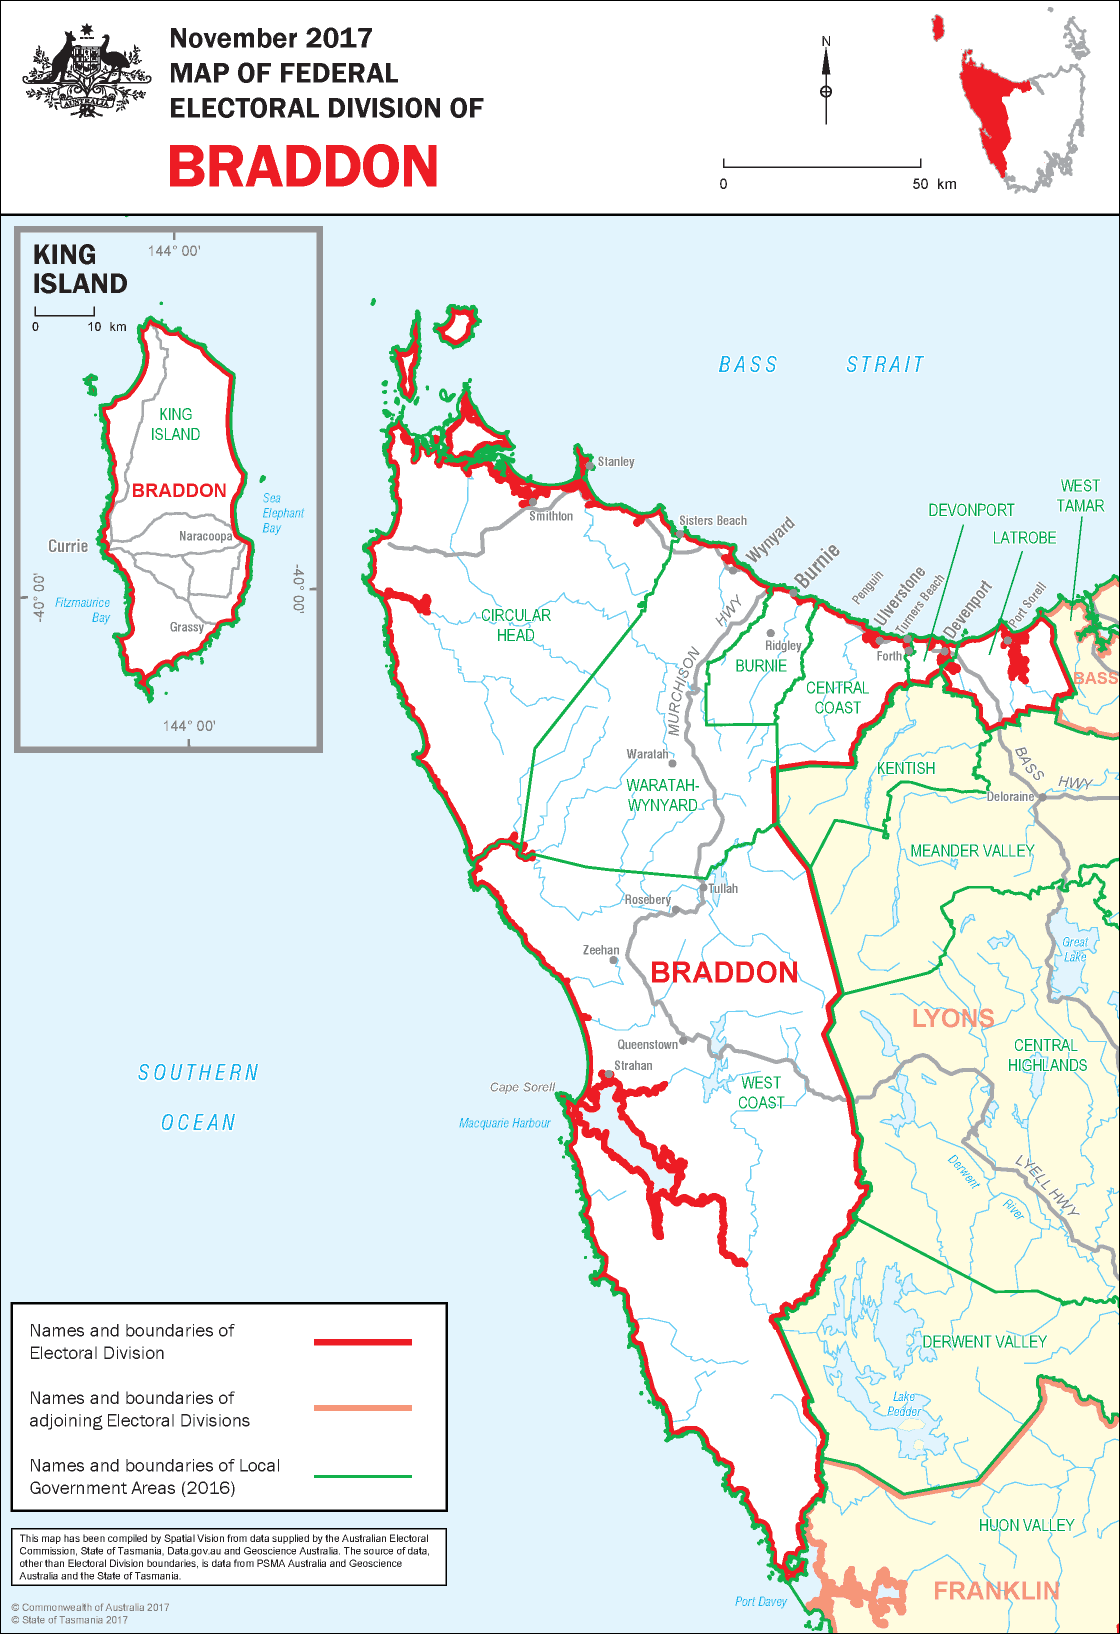 November 2017
MAP OF FEDERAL
ELECTORAL DIVISION OF
BRADDON
AUSTRALIA
N
0 50 km
KING
ISLAND
0 10 km
144° 00'
KING
ISLAND
BRADDON
Sea
Elephant
Bay
Naracoopa
Currie
-40° 00'
-40° 00'
Fitzmaurice
Bay
Grassy
144° 00'
BASS STRAIT
Stanley
Smithton
Sisters Beach
Wynyard
Burnie
Penguin
Ulverstone
Turners Beach
Devenport
Port Sorell
DEVONPORT
LATROBE
WEST
TAMAR
Forth
BASS
CIRCULAR
HEAD
HWY
MURCHISON
Ridgley
BURNIE
CENTRAL
COAST
Waratah
WARATAH-
WYNYARD
KENTISH
BASS
HWY
Deloraine
MEANDER VALLEY
Tullah
Rosebery
Zeehan
BRADDON
Great
Lake
LYONS
CENTRAL
HIGHLANDS
Queenstown
Strahan
Cape Sorell
Macquarie Harbour
WEST
COAST
SOUTHERN
OCEAN
Derwent
River
LYELL HWY
DERWENT VALLEY
Lake
Pedder
HUON VALLEY
FRANKLIN
Port Davey
Names and boundaries of
Electoral Division
Names and boundaries of
adjoining Electoral Divisions
Names and boundaries of Local
Government Areas (2016)
This map has been compiled by Spatial Vision from data supplied by the Australian Electoral
Commission, State of Tasmania, Data.gov.au and Geoscience Australia. The source of data,
other than Electoral Division boundaries, is data from PSMA Australia and Geoscience
Australia and the State of Tasmania.
© Commonwealth of Australia 2017
© State of Tasmania 2017